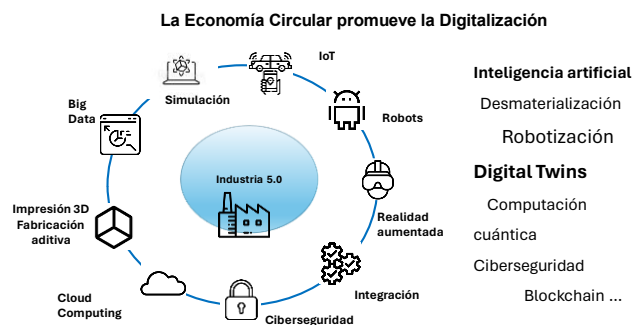 La Economía Circular promueve la Digitalización
IoT
Simulación
Big
Data
Robots
Industria 5.0
Impresión 3D
Fabricación
aditiva
Realidad
aumentada
Cloud
Computing
Integración
Ciberseguridad
Inteligencia artificial
Desmaterialización
Robotización
Digital Twins
Computación
cuántica
Ciberseguridad
Blockchain ...